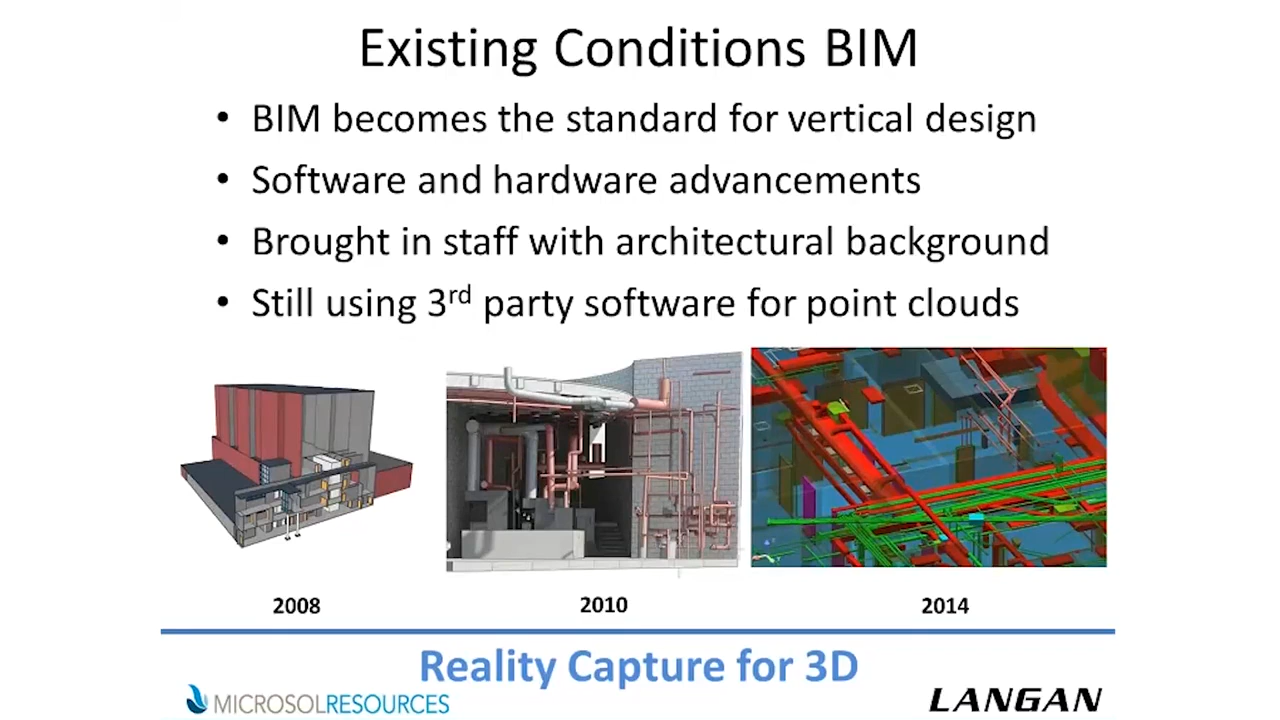 Existing Conditions BIM
• BIM becomes the standard for vertical design
• Software and hardware advancements
• Brought in staff with architectural background
• Still using 3rd party software for point clouds
2008
2010
2014
Reality Capture for 3D
MICROSOLRESOURCES
LANGAN